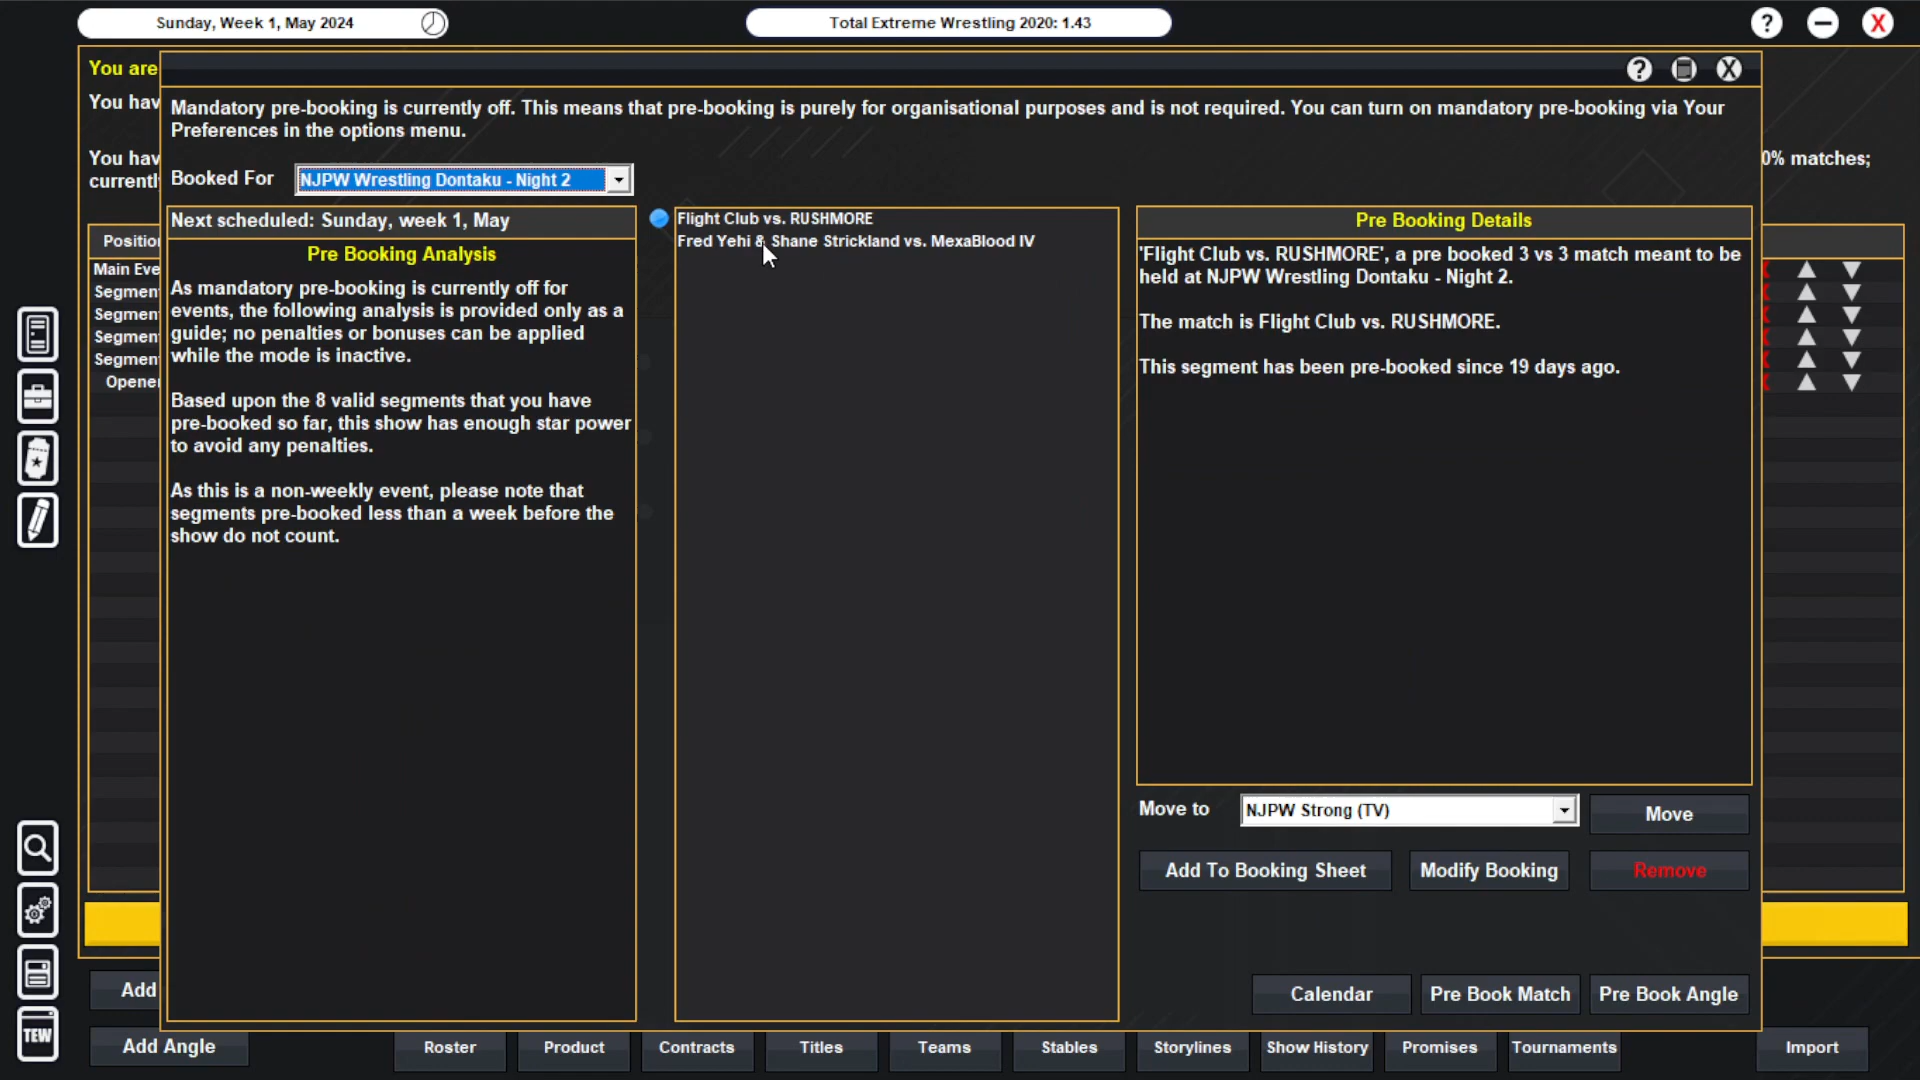 Sunday, Week 1, May 2024
Total Extreme Wrestling 2020: 1.43
?
X
You are
? X
You hav
Mandatory pre-booking is currently off. This means that pre-booking is purely for organisational purposes and is not required. You can turn on mandatory pre-booking via Your
Preferences in the options menu.
You hav
0% matches;
currentl
Booked For
NJPW Wrestling Dontaku - Night 2
Next scheduled: Sunday, week 1, May
Flight Club vs. RUSHMORE
Fred Yehi & Shane Strickland vs. MexaBlood IV
Pre Booking Details
Positio
Main Eve
Segmen
Segmen
Segmen
Segmen
Opene
Pre Booking Analysis
As mandatory pre-booking is currently off for
events, the following analysis is provided only as a
guide; no penalties or bonuses can be applied
while the mode is inactive.
Based upon the 8 valid segments that you have
pre-booked so far, this show has enough star power
to avoid any penalties.
As this is a non-weekly event, please note that
segments pre-booked less than a week before the
show do not count.
'Flight Club vs. RUSHMORE', a pre booked 3 vs 3 match meant to be
held at NJPW Wrestling Dontaku - Night 2.
The match is Flight Club vs. RUSHMORE.
This segment has been pre-booked since 19 days ago.
Move to
NJPW Strong (TV)
Move
Add To Booking Sheet
Modify Booking
Remove
Calendar
Pre Book Match
Pre Book Angle
Add
TEW
Add Angle
Roster
Product
Contracts
Titles
Teams
Stables
Storylines
Show History
Promises
Tournaments
Import